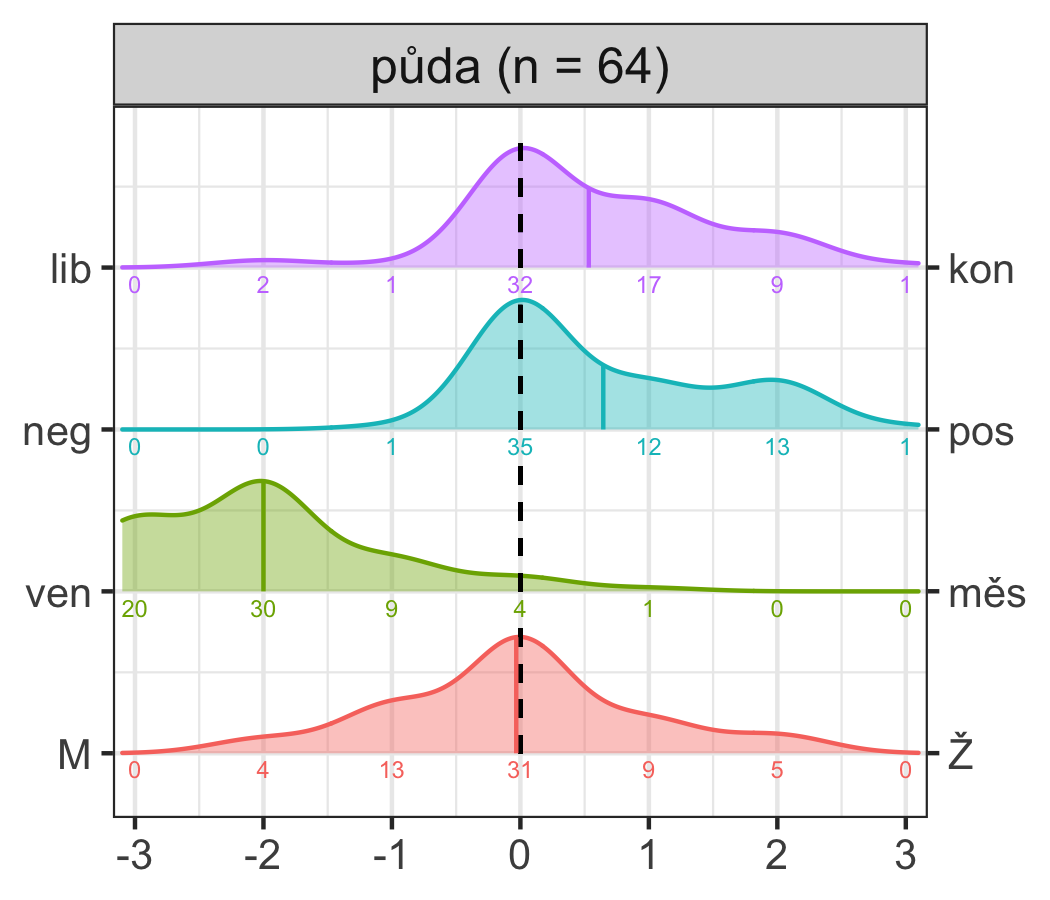 půda (n = 64)
lib kon
0 2 1 32 17 9 1
neg pos
0 0 1 35 12 13 1
ven měs
20 30 9 4 1 0 0
M Ž
0 4 13 31 9 5 0
-3 -2 -1 0 1 2 3